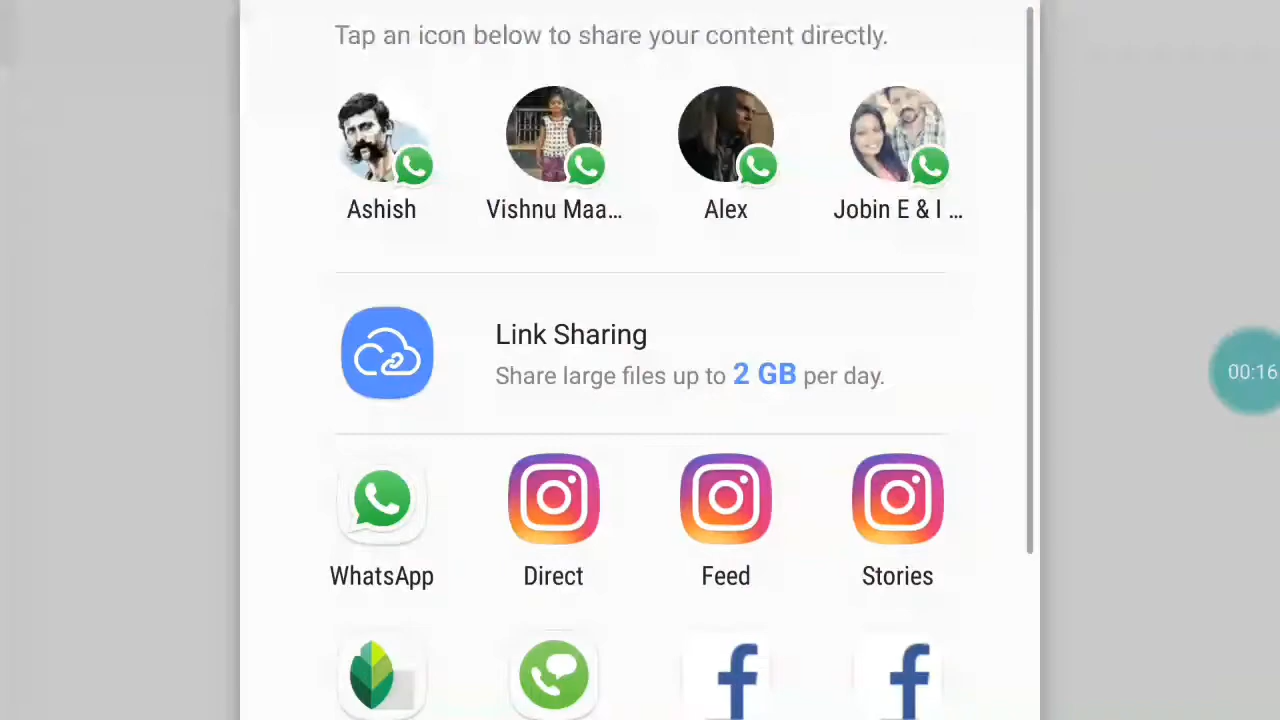 Tap an icon below to share your content directly.
Ashish
Vishnu Maa...
Alex
Jobin E & I ...
Link Sharing
Share large files up to 2 GB per day.
00:16
WhatsApp
Direct
Feed
Stories